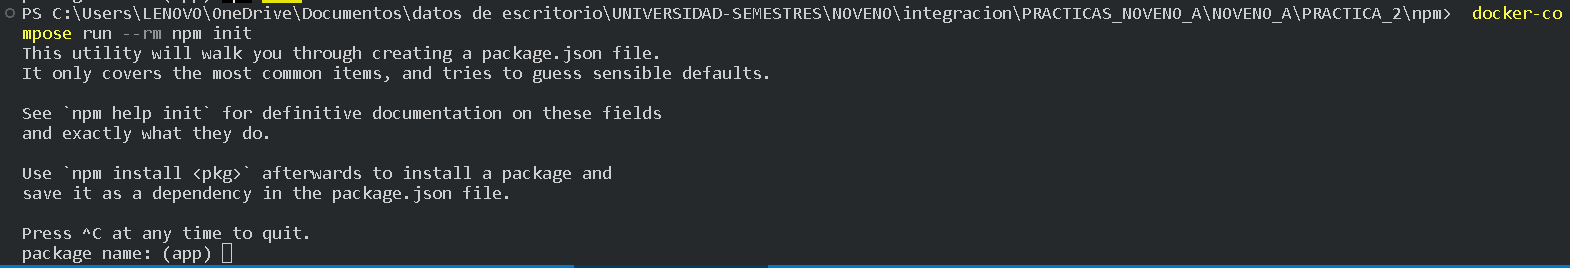 PS C:\Users\LENOVO\OneDrive\Documentos\datos de escritorio\UNIVERSIDAD-SEMESTRES\NOVENO\integracion\PRACTICAS_NOVENO_A\NOVENO_A\PRACTICA_2\npm>  docker-co
mpose run --rm npm init
This utility will walk you through creating a package.json file.
It only covers the most common items, and tries to guess sensible defaults.
See `npm help init` for definitive documentation on these fields
and exactly what they do.
Use `npm install <pkg>` afterwards to install a package and
save it as a dependency in the package.json file.
Press ^C at any time to quit.
package name: (app)